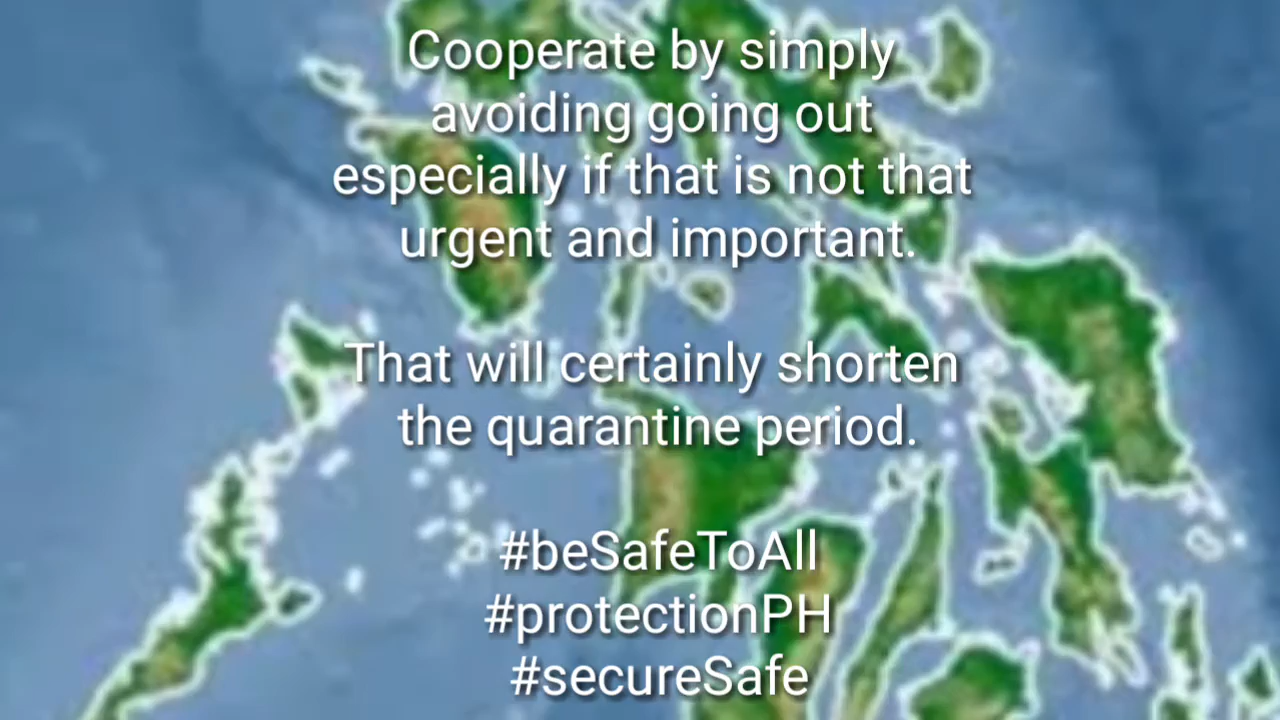 Cooperate by simply
avoiding going out
especially if that is not that
urgent and important.
That will certainly shorten
the quarantine period.
#beSafeToAll
#protectionPH
#secureSafe